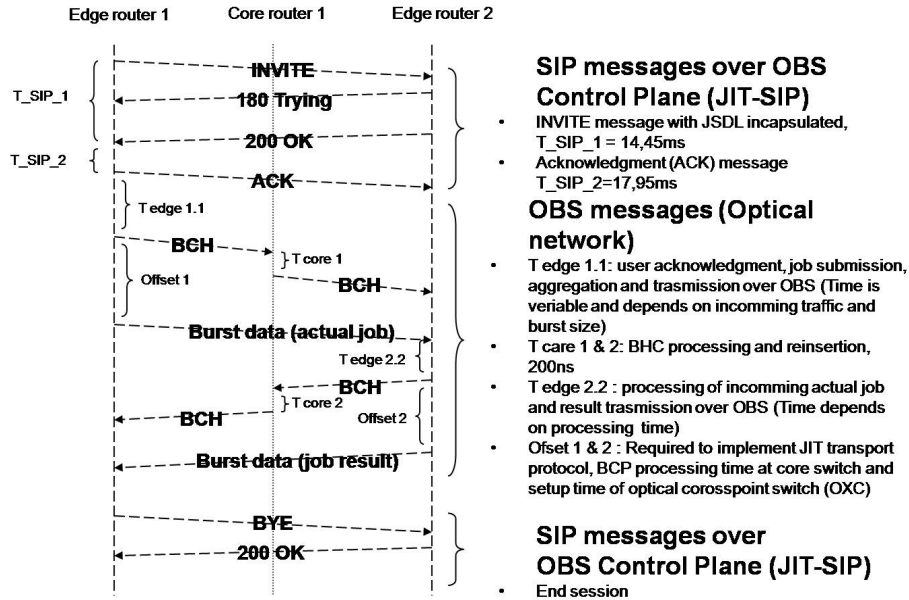 Edge router 1 Core router 1 Edge router 2
INVITE
180 Trying
T_SIP_1
200 OK
T_SIP_2
ACK
T edge 1.1
BCH
T core 1
Offset 1
BCH
Burst data (actual job)
T edge 2.2
BCH
T core 2
BCH
Offset 2
Burst data (job result)
BYE
200 OK
SIP messages over OBS
Control Plane (JIT-SIP)
• INVITE message with JSDL incapsulated,
T_SIP_1 = 14,45ms
• Acknowledgment (ACK) message
T_SIP_2=17,95ms
OBS messages (Optical
network)
• T edge 1.1: user acknowledgment, job submission,
aggregation and trasmission over OBS (Time is
veriable and depends on incomming traffic and
burst size)
• T care 1 & 2: BHC processing and reinsertion,
200ns
• T edge 2.2 : processing of incomming actual job
and result trasmission over OBS (Time depends
on processing time)
• Ofset 1 & 2 : Required to implement JIT transport
protocol, BCP processing time at core switch and
setup time of optical corosspoint switch (OXC)
SIP messages over
OBS Control Plane (JIT-SIP)
• End session